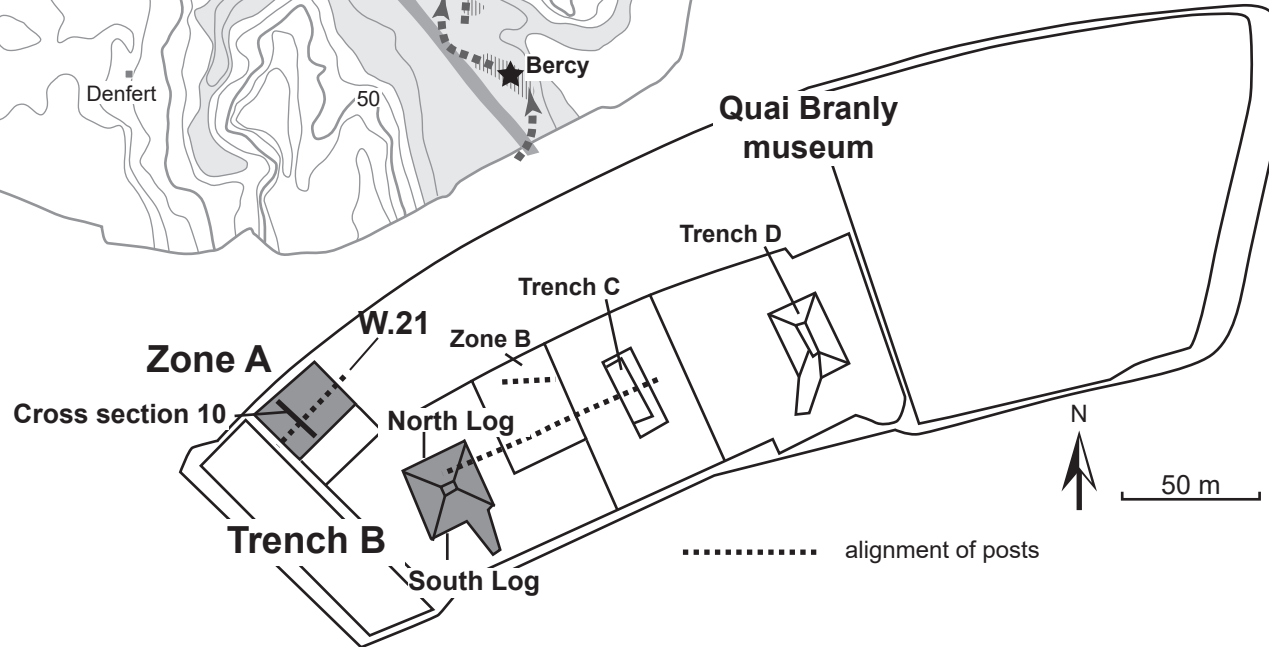 Bercy
Denfert
50
Quai Branly
museum
Trench D
Trench C
W.21
Zone B
Zone A
Cross section 10
North Log
N
50 m
Trench B
alignment of posts
South Log